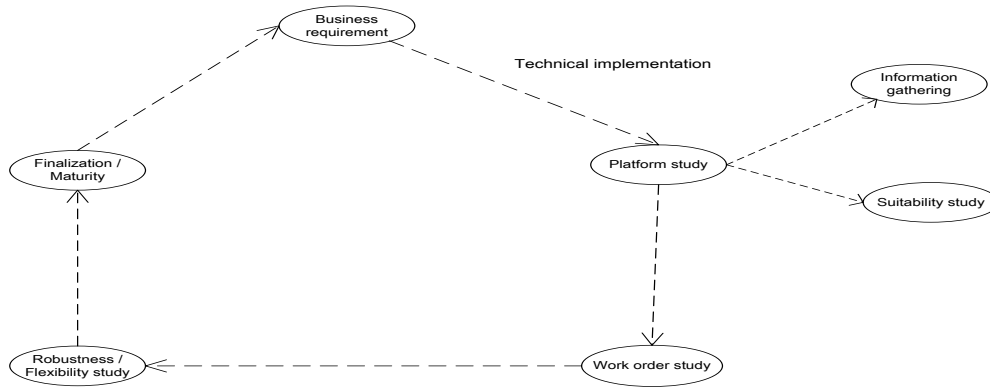 Business
requirement
Technical implementation
Information
gathering
Finalization /
Maturity
Platform study
Suitability study
Robustness /
Flexibility study
Work order study